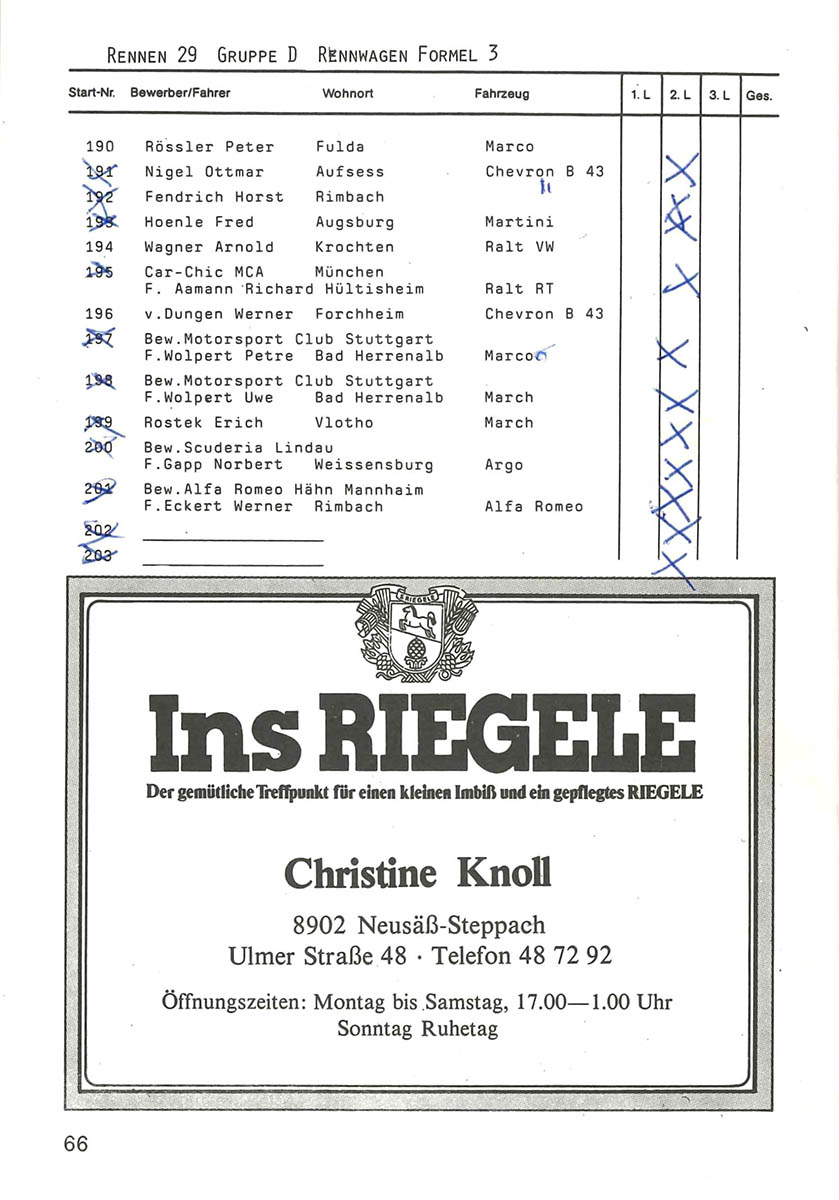 RENNEN 29 GRUPPE D RENNWAGEN FORMEL 3
Start-Nr. Bewerber/Fahrer Wohnort Fahrzeug 1. L 2. L 3. L Ges.
190 Rössler Peter Fulda Marco
191 Nigel Ottmar Aufsess Chevron B 43 X
192 Fendrich Horst Rimbach " X
193 Hoenle Fred Augsburg Martini X
194 Wagner Arnold Krochten Ralt VW
195 Car-Chic MCA München
F. Aamann Richard Hültisheim Ralt RT X
196 v.Dungen Werner Forchheim Chevron B 43
197 Bew.Motorsport Club Stuttgart
F.Wolpert Petre Bad Herrenalb Marco X
198 Bew.Motorsport Club Stuttgart
F.Wolpert Uwe Bad Herrenalb March X
199 Rostek Erich Vlotho March X
200 Bew.Scuderia Lindau
F.Gapp Norbert Weissensburg Argo X
201 Bew.Alfa Romeo Hähn Mannhaim
F.Eckert Werner Rimbach Alfa Romeo X
202 X
203 X
S. RIEGELE
Ins RIEGELE
Der gemütliche Treffpunkt für einen kleinen Imbiß und ein gepflegtes RIEGELE
Christine Knoll
8902 Neusäß-Steppach
Ulmer Straße 48 · Telefon 48 72 92
Öffnungszeiten: Montag bis Samstag, 17.00—1.00 Uhr
Sonntag Ruhetag
66